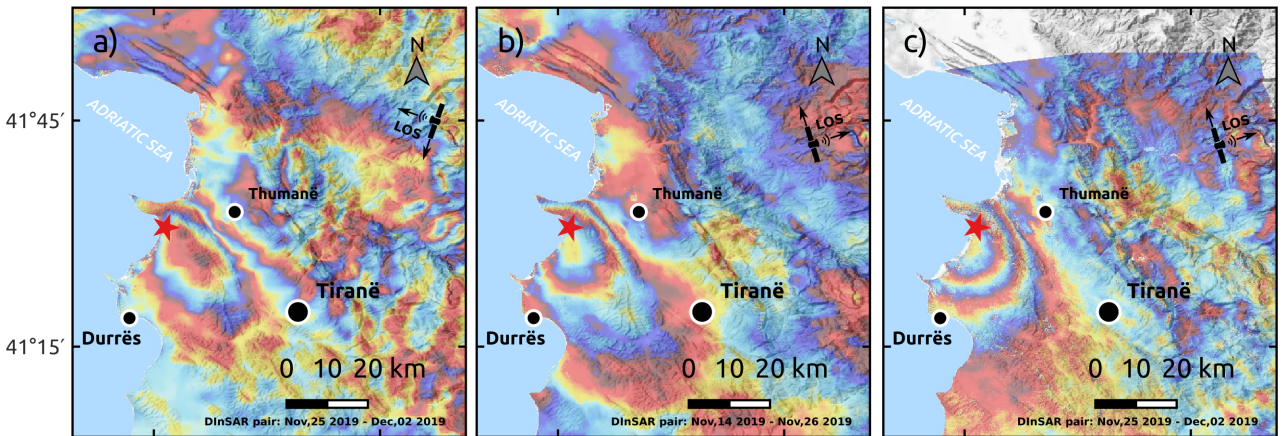 a)
N
LOS
ADRIATIC SEA
41°45′
Thumanë
Tiranë
Durrës
41°15′
0 10 20 km
DInSAR pair: Nov,25 2019 - Dec,02 2019
b)
N
LOS
ADRIATIC SEA
Thumanë
Tiranë
Durrës
0 10 20 km
DInSAR pair: Nov,14 2019 - Nov,26 2019
c)
N
LOS
ADRIATIC SEA
Thumanë
Tiranë
Durrës
0 10 20 km
DInSAR pair: Nov,25 2019 - Dec,02 2019